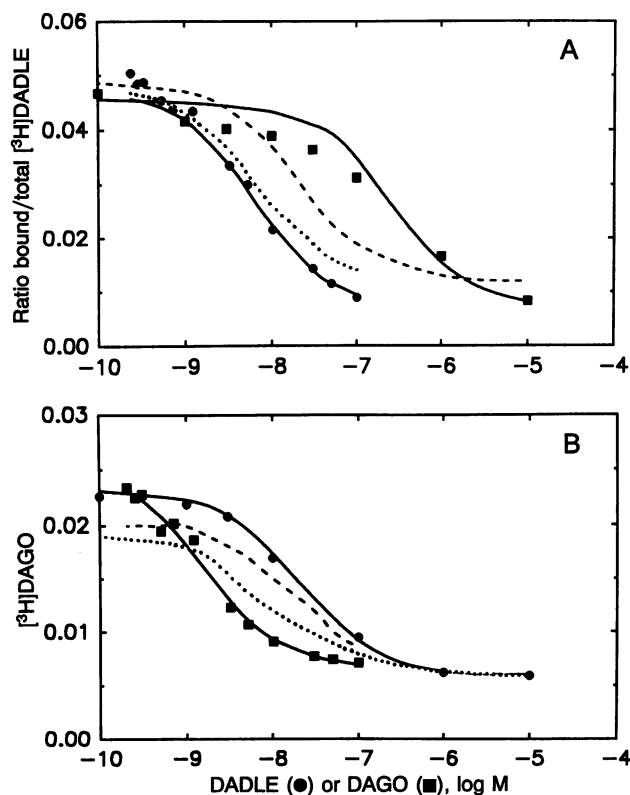 A
Ratio bound/total [³H]DADLE
0.06
0.04
0.02
0.00
−10 −9 −8 −7 −6 −5 −4
B
[³H]DAGO
0.03
0.02
0.01
0.00
−10 −9 −8 −7 −6 −5 −4
DADLE (●) or DAGO (■), log M